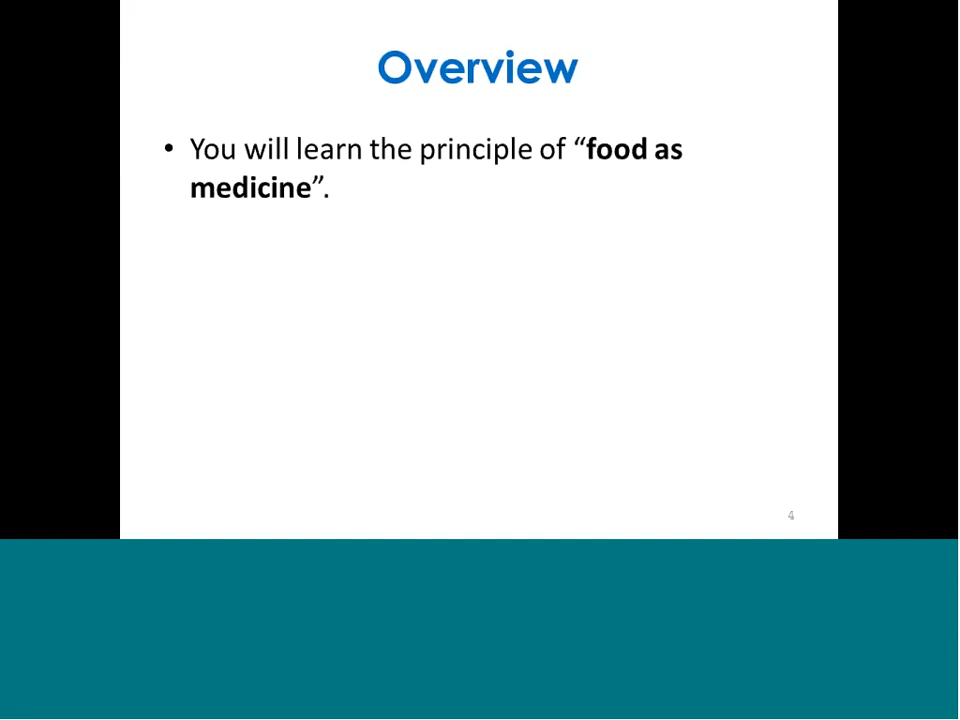 Overview
• You will learn the principle of “food as
medicine”.
4